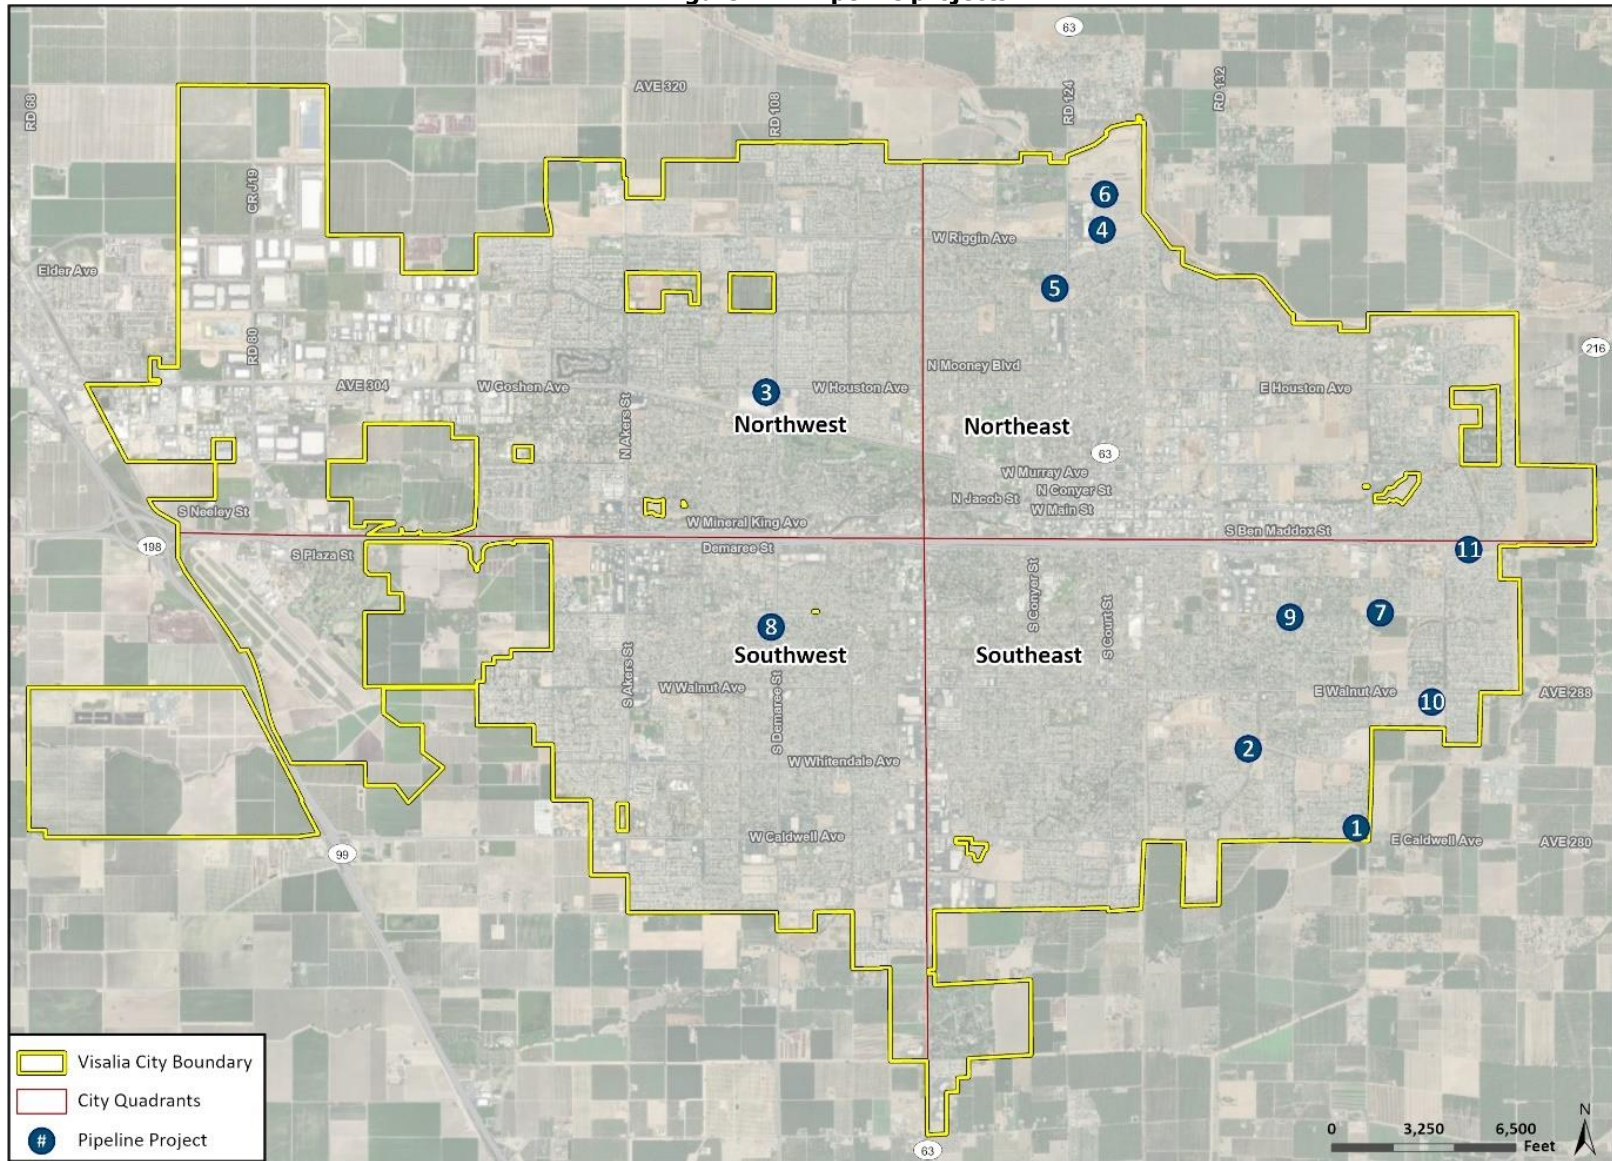 63
AVE 320
RD 68
RD 108
RD 124
RD 132
CR J19
6
4
W Riggin Ave
Elder Ave
5
RD 80
216
N Mooney Blvd
AVE 304
W Goshen Ave
3
W Houston Ave
E Houston Ave
N Akers St
Northwest
Northeast
63
W Murray Ave
N Jacob St
N Conyer St
W Main St
S Neeley St
W Mineral King Ave
S Ben Maddox St
198
S Plaza St
Demaree St
11
S Conyer St
S Court St
8
9
7
Southwest
Southeast
S Akers St
W Walnut Ave
S Demaree St
E Walnut Ave
AVE 288
10
2
W Whitendale Ave
1
W Caldwell Ave
E Caldwell Ave
AVE 280
99
63
Visalia City Boundary
City Quadrants
# Pipeline Project
0 3,250 6,500
Feet
N